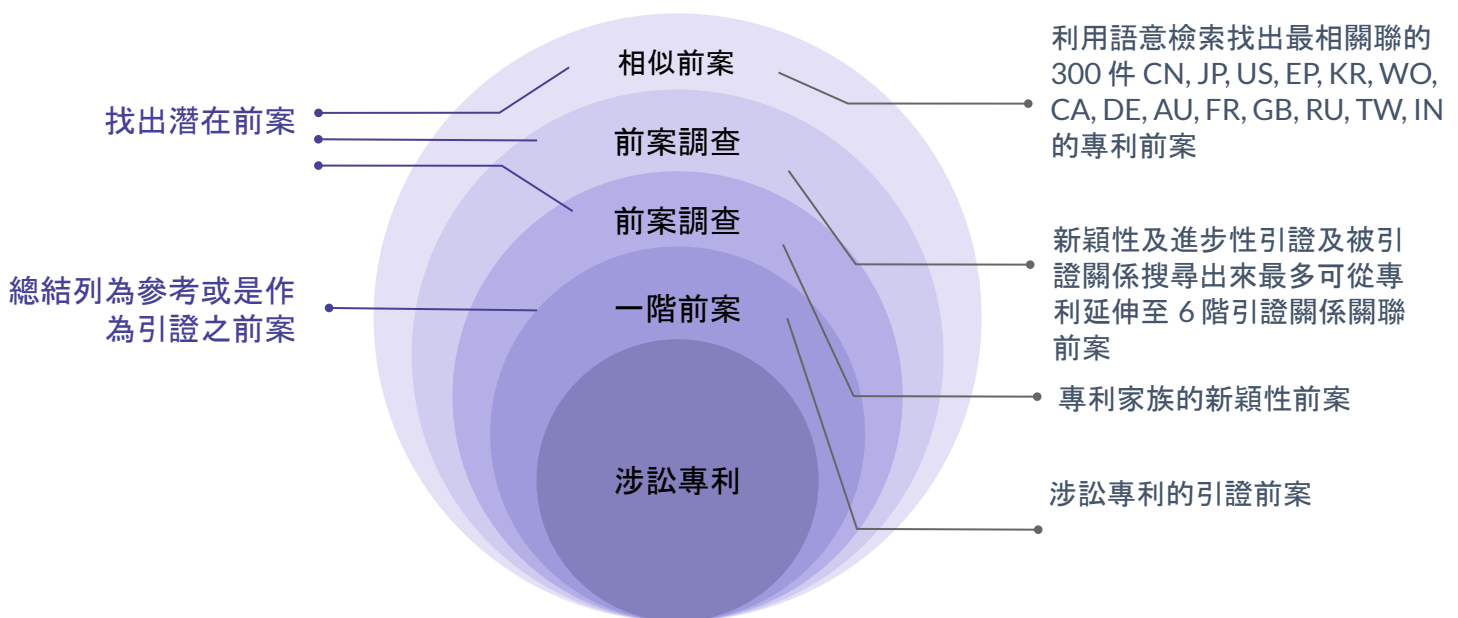 相似前案
前案調查
前案調查
一階前案
涉訟專利
找出潛在前案
總結列為參考或是作
為引證之前案
利用語意檢索找出最相關聯的
300 件 CN, JP, US, EP, KR, WO,
CA, DE, AU, FR, GB, RU, TW, IN
的專利前案
新穎性及進步性引證及被引
證關係搜尋出來最多可從專
利延伸至 6 階引證關係關聯
前案
專利家族的新穎性前案
涉訟專利的引證前案